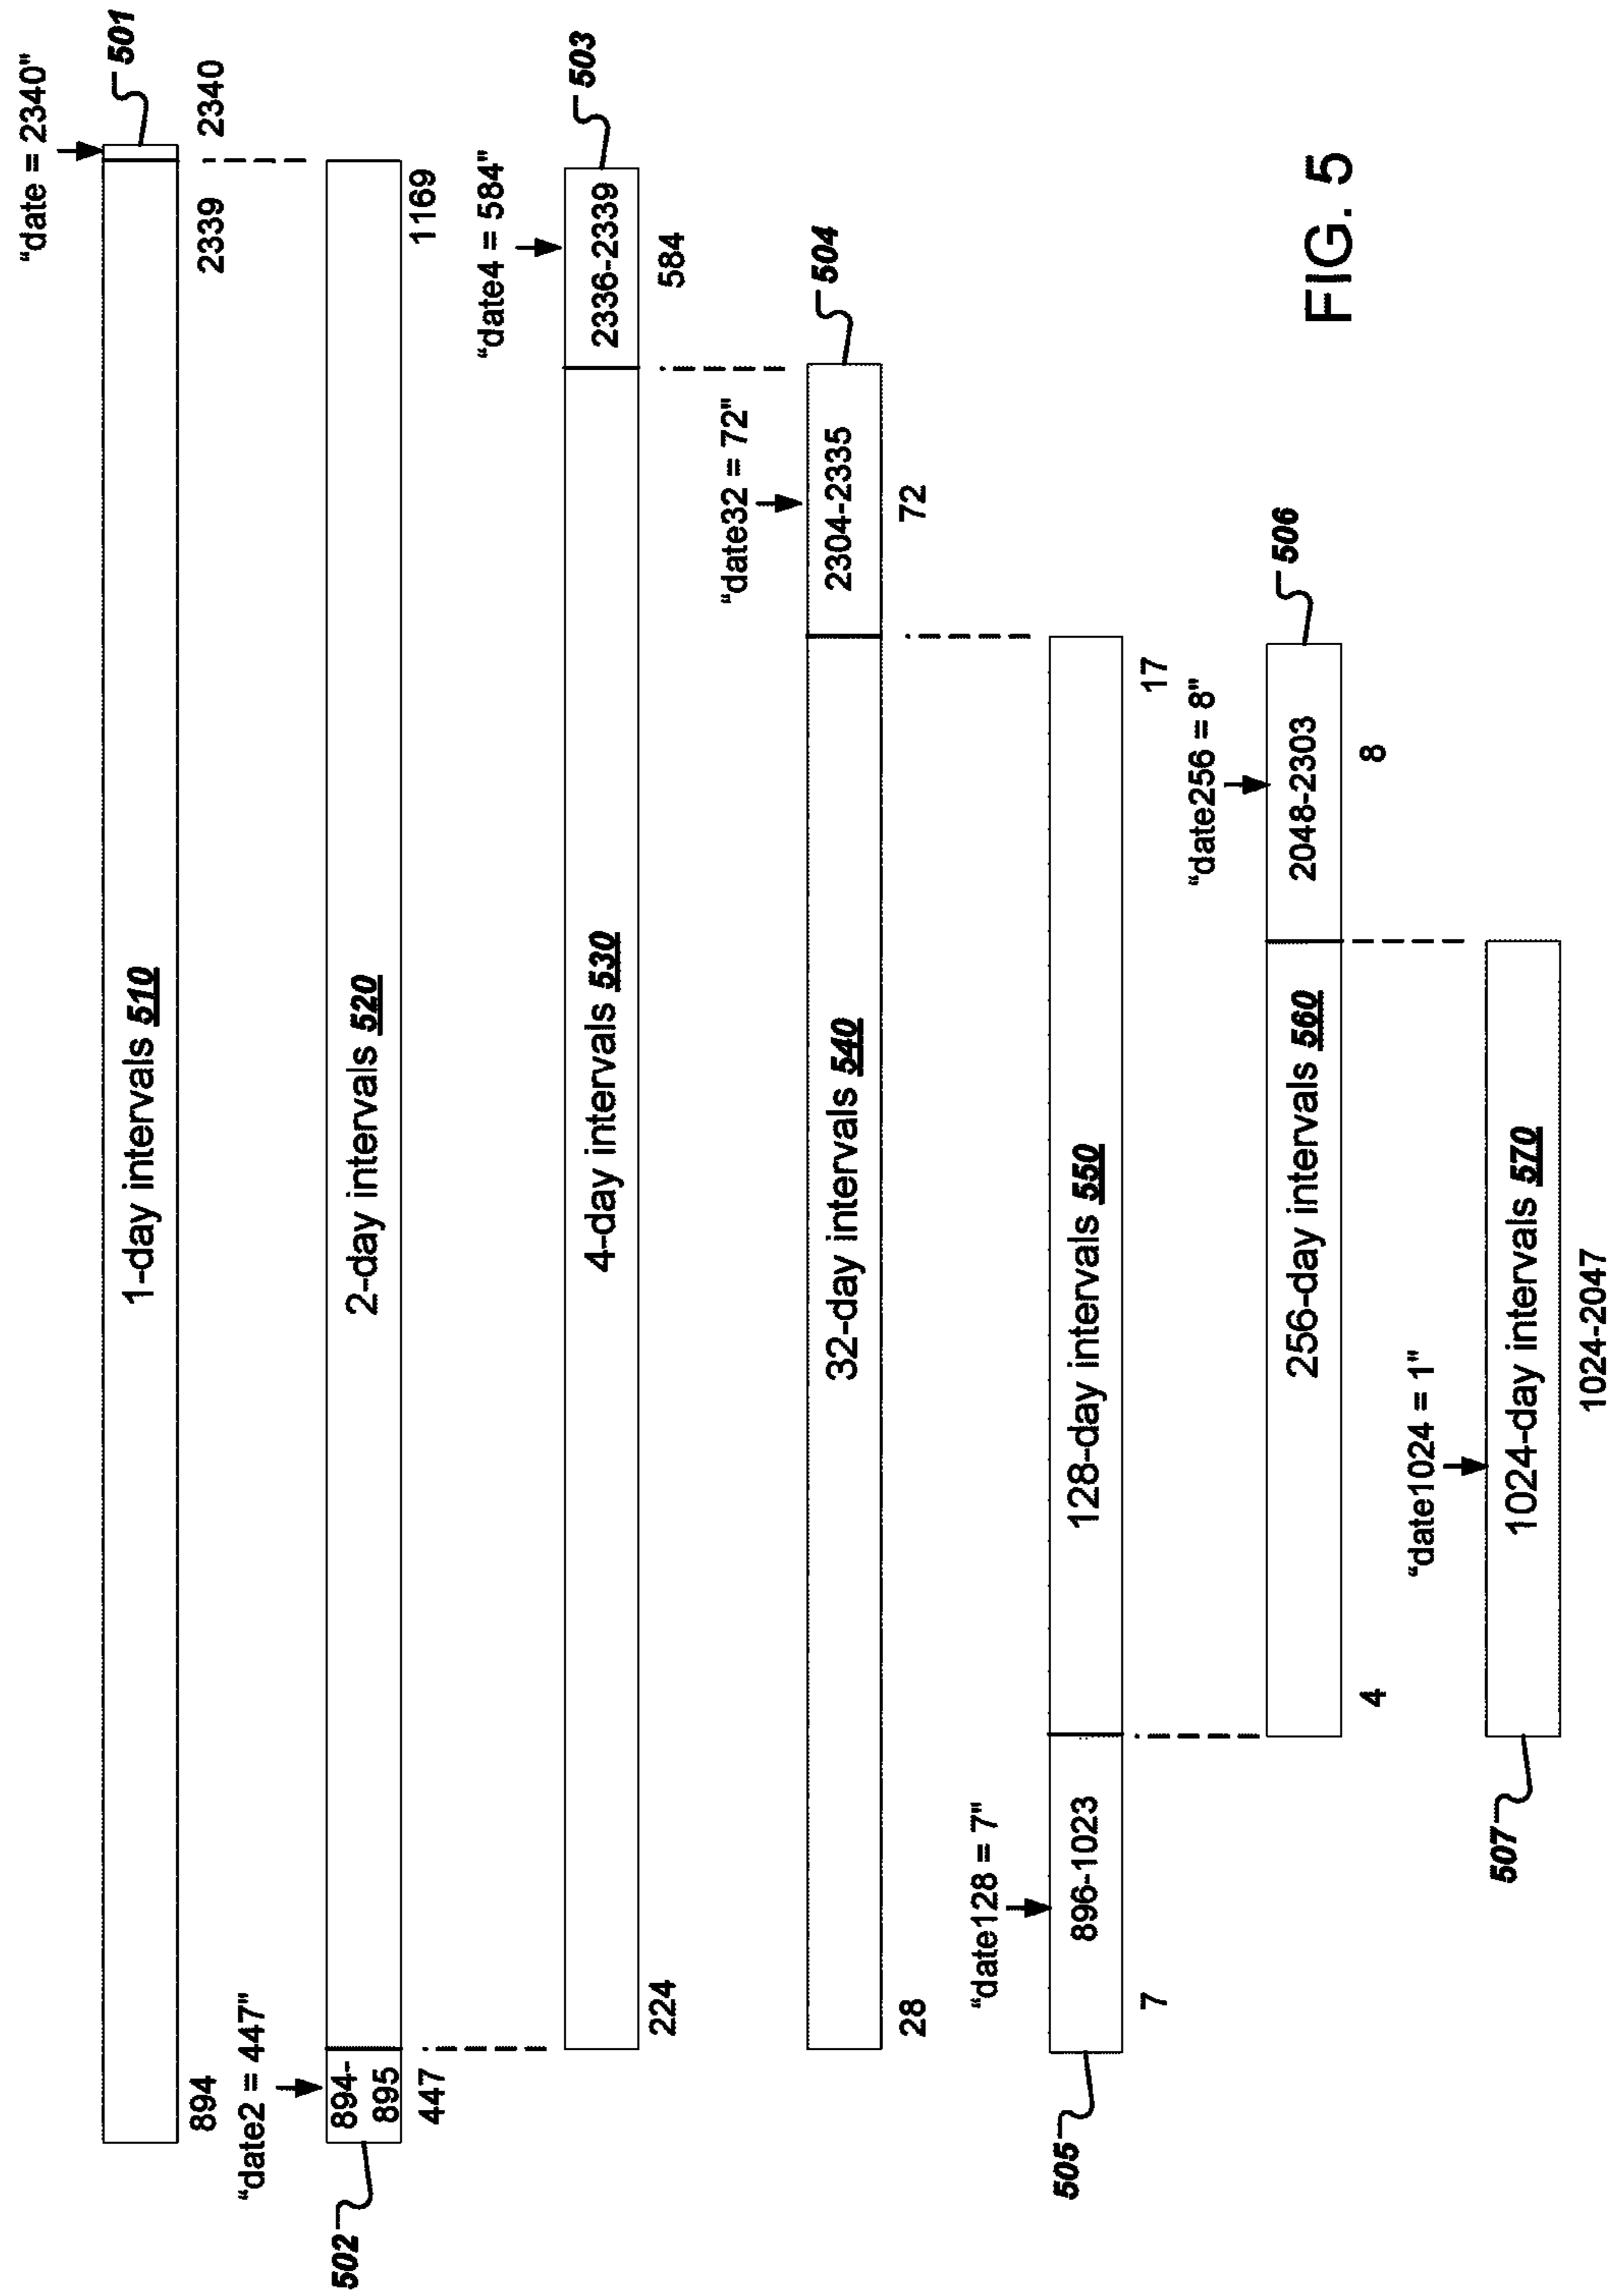 "date = 2340"
501
1-day intervals 510
894
2339
2340
"date2 = 447"
502
894-
895
2-day intervals 520
447
1169
"date4 = 584"
503
4-day intervals 530
2336-2339
224
584
"date32 = 72"
504
32-day intervals 540
2304-2335
28
72
"date128 = 7"
505
896-1023
128-day intervals 550
7
17
"date256 = 8"
506
256-day intervals 560
2048-2303
4
8
"date1024 = 1"
507
1024-day intervals 570
1024-2047
FIG. 5